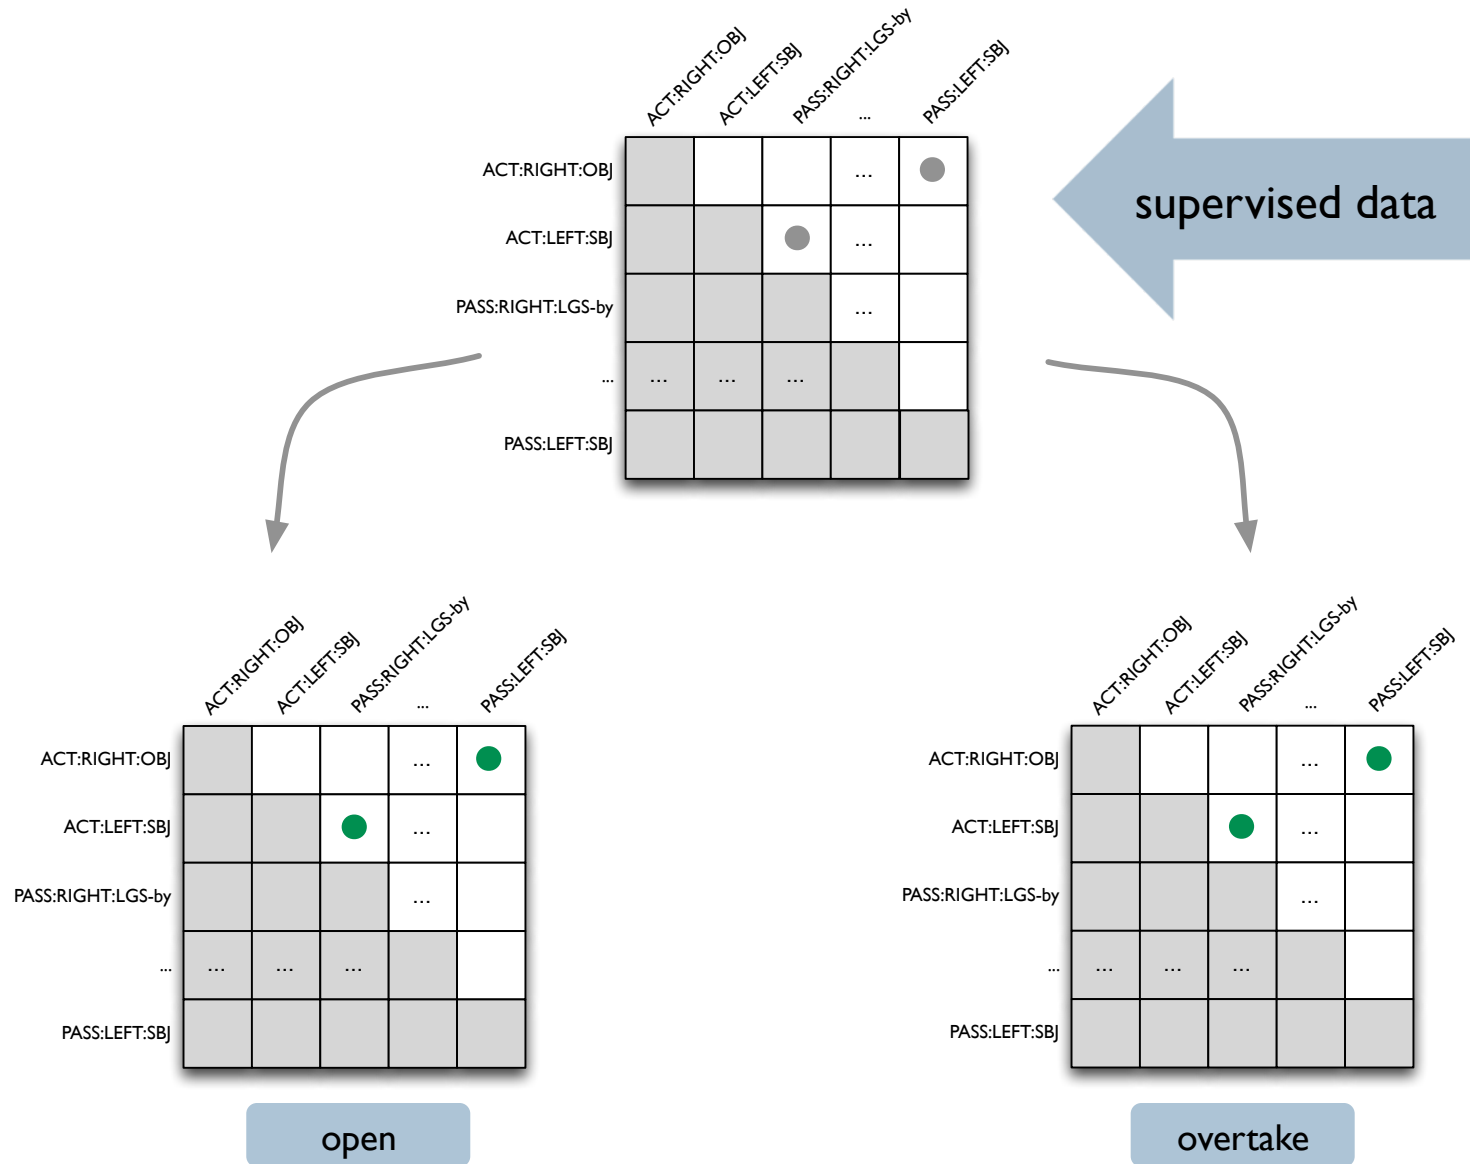 ACT:RIGHT:OBJ ACT:LEFT:SBJ PASS:RIGHT:LGS-by ... PASS:LEFT:SBJ
ACT:RIGHT:OBJ ...
ACT:LEFT:SBJ ...
PASS:RIGHT:LGS-by ...
... ... ... ...
PASS:LEFT:SBJ
supervised data
ACT:RIGHT:OBJ ACT:LEFT:SBJ PASS:RIGHT:LGS-by ... PASS:LEFT:SBJ
ACT:RIGHT:OBJ ...
ACT:LEFT:SBJ ...
PASS:RIGHT:LGS-by ...
... ... ... ...
PASS:LEFT:SBJ
open
ACT:RIGHT:OBJ ACT:LEFT:SBJ PASS:RIGHT:LGS-by ... PASS:LEFT:SBJ
ACT:RIGHT:OBJ ...
ACT:LEFT:SBJ ...
PASS:RIGHT:LGS-by ...
... ... ... ...
PASS:LEFT:SBJ
overtake